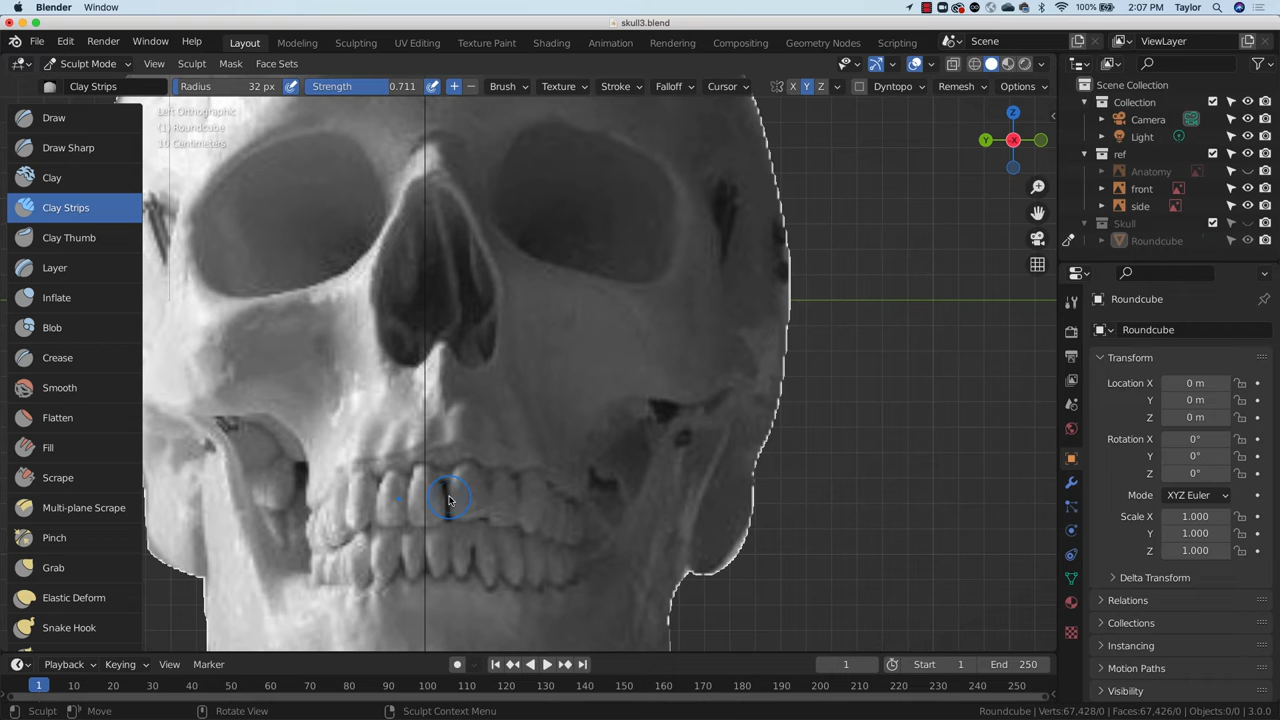 Blender Window 100% Sun 2:07 PM Taylor
skull3.blend
File Edit Render Window Help Layout Modeling Sculpting UV Editing Texture Paint Shading Animation Rendering Compositing Geometry Nodes Scripting Scene ViewLayer
Sculpt Mode View Sculpt Mask Face Sets
Clay Strips Radius 32 px Strength 0.711 Brush Texture Stroke Falloff Cursor X Y Z Dyntopo Remesh Options
Scene Collection
Collection
Camera
Light
ref
Anatomy
front
side
Skull
Roundcube
Left Orthographic
(1) Roundcube
10 Centimeters
Z
Y
X
Draw
Draw Sharp
Clay
Clay Strips
Clay Thumb
Layer
Inflate
Blob
Crease
Smooth
Flatten
Fill
Scrape
Multi-plane Scrape
Pinch
Grab
Elastic Deform
Snake Hook
Roundcube
Roundcube
Transform
Location X 0 m
Y 0 m
Z 0 m
Rotation X 0°
Y 0°
Z 0°
Mode XYZ Euler
Scale X 1.000
Y 1.000
Z 1.000
Delta Transform
Relations
Collections
Instancing
Motion Paths
Visibility
Playback Keying View Marker 1 Start 1 End 250
1 10 20 30 40 50 60 70 80 90 100 110 120 130 140 150 160 170 180 190 200 210 220 230 240 250
Sculpt Move Rotate View Sculpt Context Menu Roundcube | Verts:67,428/0 | Faces:67,426/0 | Objects:0/0 | 3.0.0